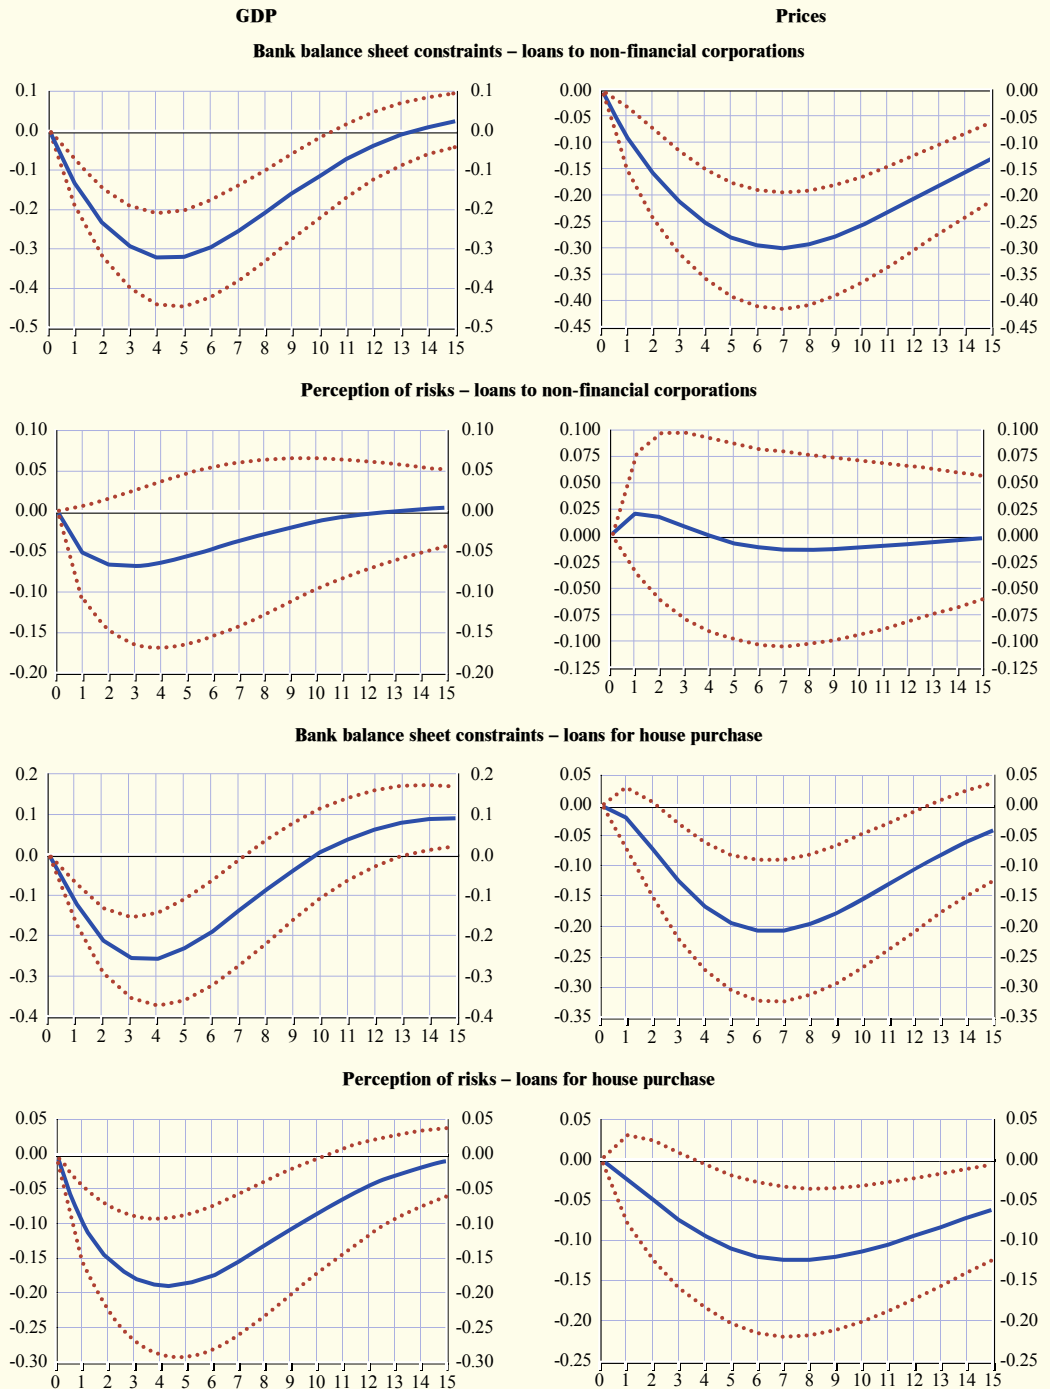 GDP Prices
Bank balance sheet constraints – loans to non-financial corporations
0.1 0.1 0.00 0.00
0.0 0.0 -0.05 -0.05
-0.1 -0.1 -0.10 -0.10
-0.2 -0.2 -0.15 -0.15
-0.3 -0.3 -0.20 -0.20
-0.4 -0.4 -0.25 -0.25
-0.5 -0.5 -0.30 -0.30
-0.35 -0.35
-0.40 -0.40
-0.45 -0.45
0 1 2 3 4 5 6 7 8 9 10 11 12 13 14 15 0 1 2 3 4 5 6 7 8 9 10 11 12 13 14 15
Perception of risks – loans to non-financial corporations
0.10 0.10 0.100 0.100
0.05 0.05 0.075 0.075
0.00 0.00 0.050 0.050
-0.05 -0.05 0.025 0.025
-0.10 -0.10 0.000 0.000
-0.15 -0.15 -0.025 -0.025
-0.20 -0.20 -0.050 -0.050
-0.075 -0.075
-0.100 -0.100
-0.125 -0.125
0 1 2 3 4 5 6 7 8 9 10 11 12 13 14 15 0 1 2 3 4 5 6 7 8 9 10 11 12 13 14 15
Bank balance sheet constraints – loans for house purchase
0.2 0.2 0.05 0.05
0.1 0.1 0.00 0.00
0.0 0.0 -0.05 -0.05
-0.1 -0.1 -0.10 -0.10
-0.2 -0.2 -0.15 -0.15
-0.3 -0.3 -0.20 -0.20
-0.4 -0.4 -0.25 -0.25
-0.30 -0.30
-0.35 -0.35
0 1 2 3 4 5 6 7 8 9 10 11 12 13 14 15 0 1 2 3 4 5 6 7 8 9 10 11 12 13 14 15
Perception of risks – loans for house purchase
0.05 0.05 0.05 0.05
0.00 0.00 0.00 0.00
-0.05 -0.05 -0.05 -0.05
-0.10 -0.10 -0.10 -0.10
-0.15 -0.15 -0.15 -0.15
-0.20 -0.20 -0.20 -0.20
-0.25 -0.25 -0.25 -0.25
-0.30 -0.30
0 1 2 3 4 5 6 7 8 9 10 11 12 13 14 15 0 1 2 3 4 5 6 7 8 9 10 11 12 13 14 15